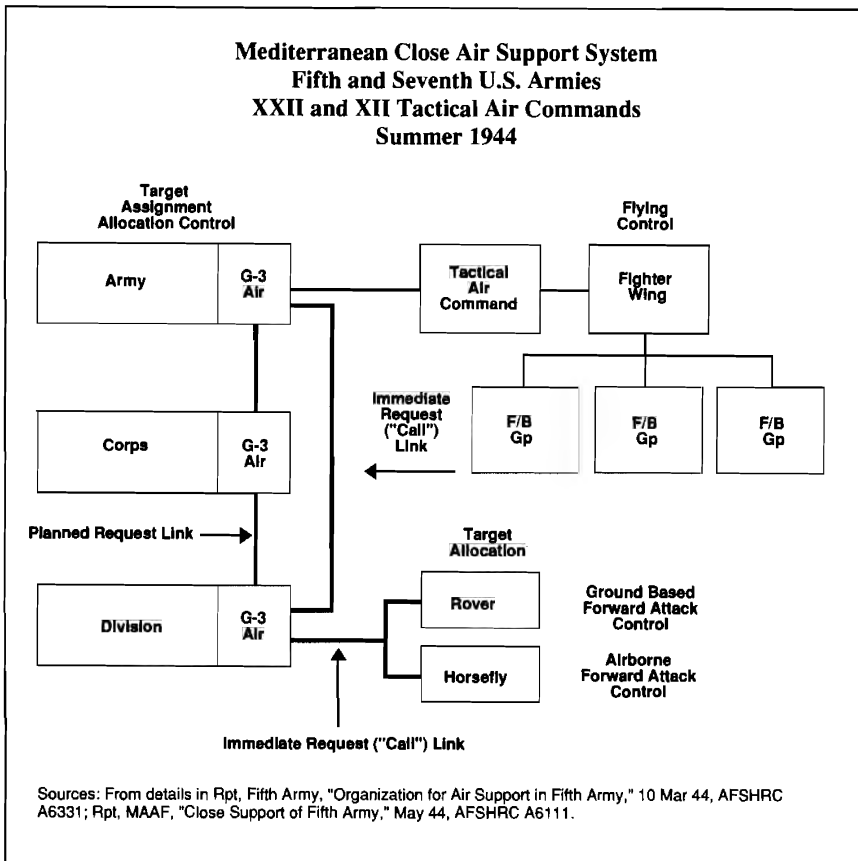 Mediterranean Close Air Support System
Fifth and Seventh U.S. Armies
XXII and XII Tactical Air Commands
Summer 1944
Target
Assignment
Allocation Control
Army
G-3
Air
Tactical
Air
Command
Flying
Control
Fighter
Wing
Immediate
Request
("Call")
Link
F/B
Gp
F/B
Gp
F/B
Gp
Corps
G-3
Air
Planned Request Link
Target
Allocation
Division
G-3
Air
Rover
Ground Based
Forward Attack
Control
Horsefly
Airborne
Forward Attack
Control
Immediate Request ("Call") Link
Sources: From details in Rpt, Fifth Army, "Organization for Air Support in Fifth Army," 10 Mar 44, AFSHRC
A6331; Rpt, MAAF, "Close Support of Fifth Army," May 44, AFSHRC A6111.